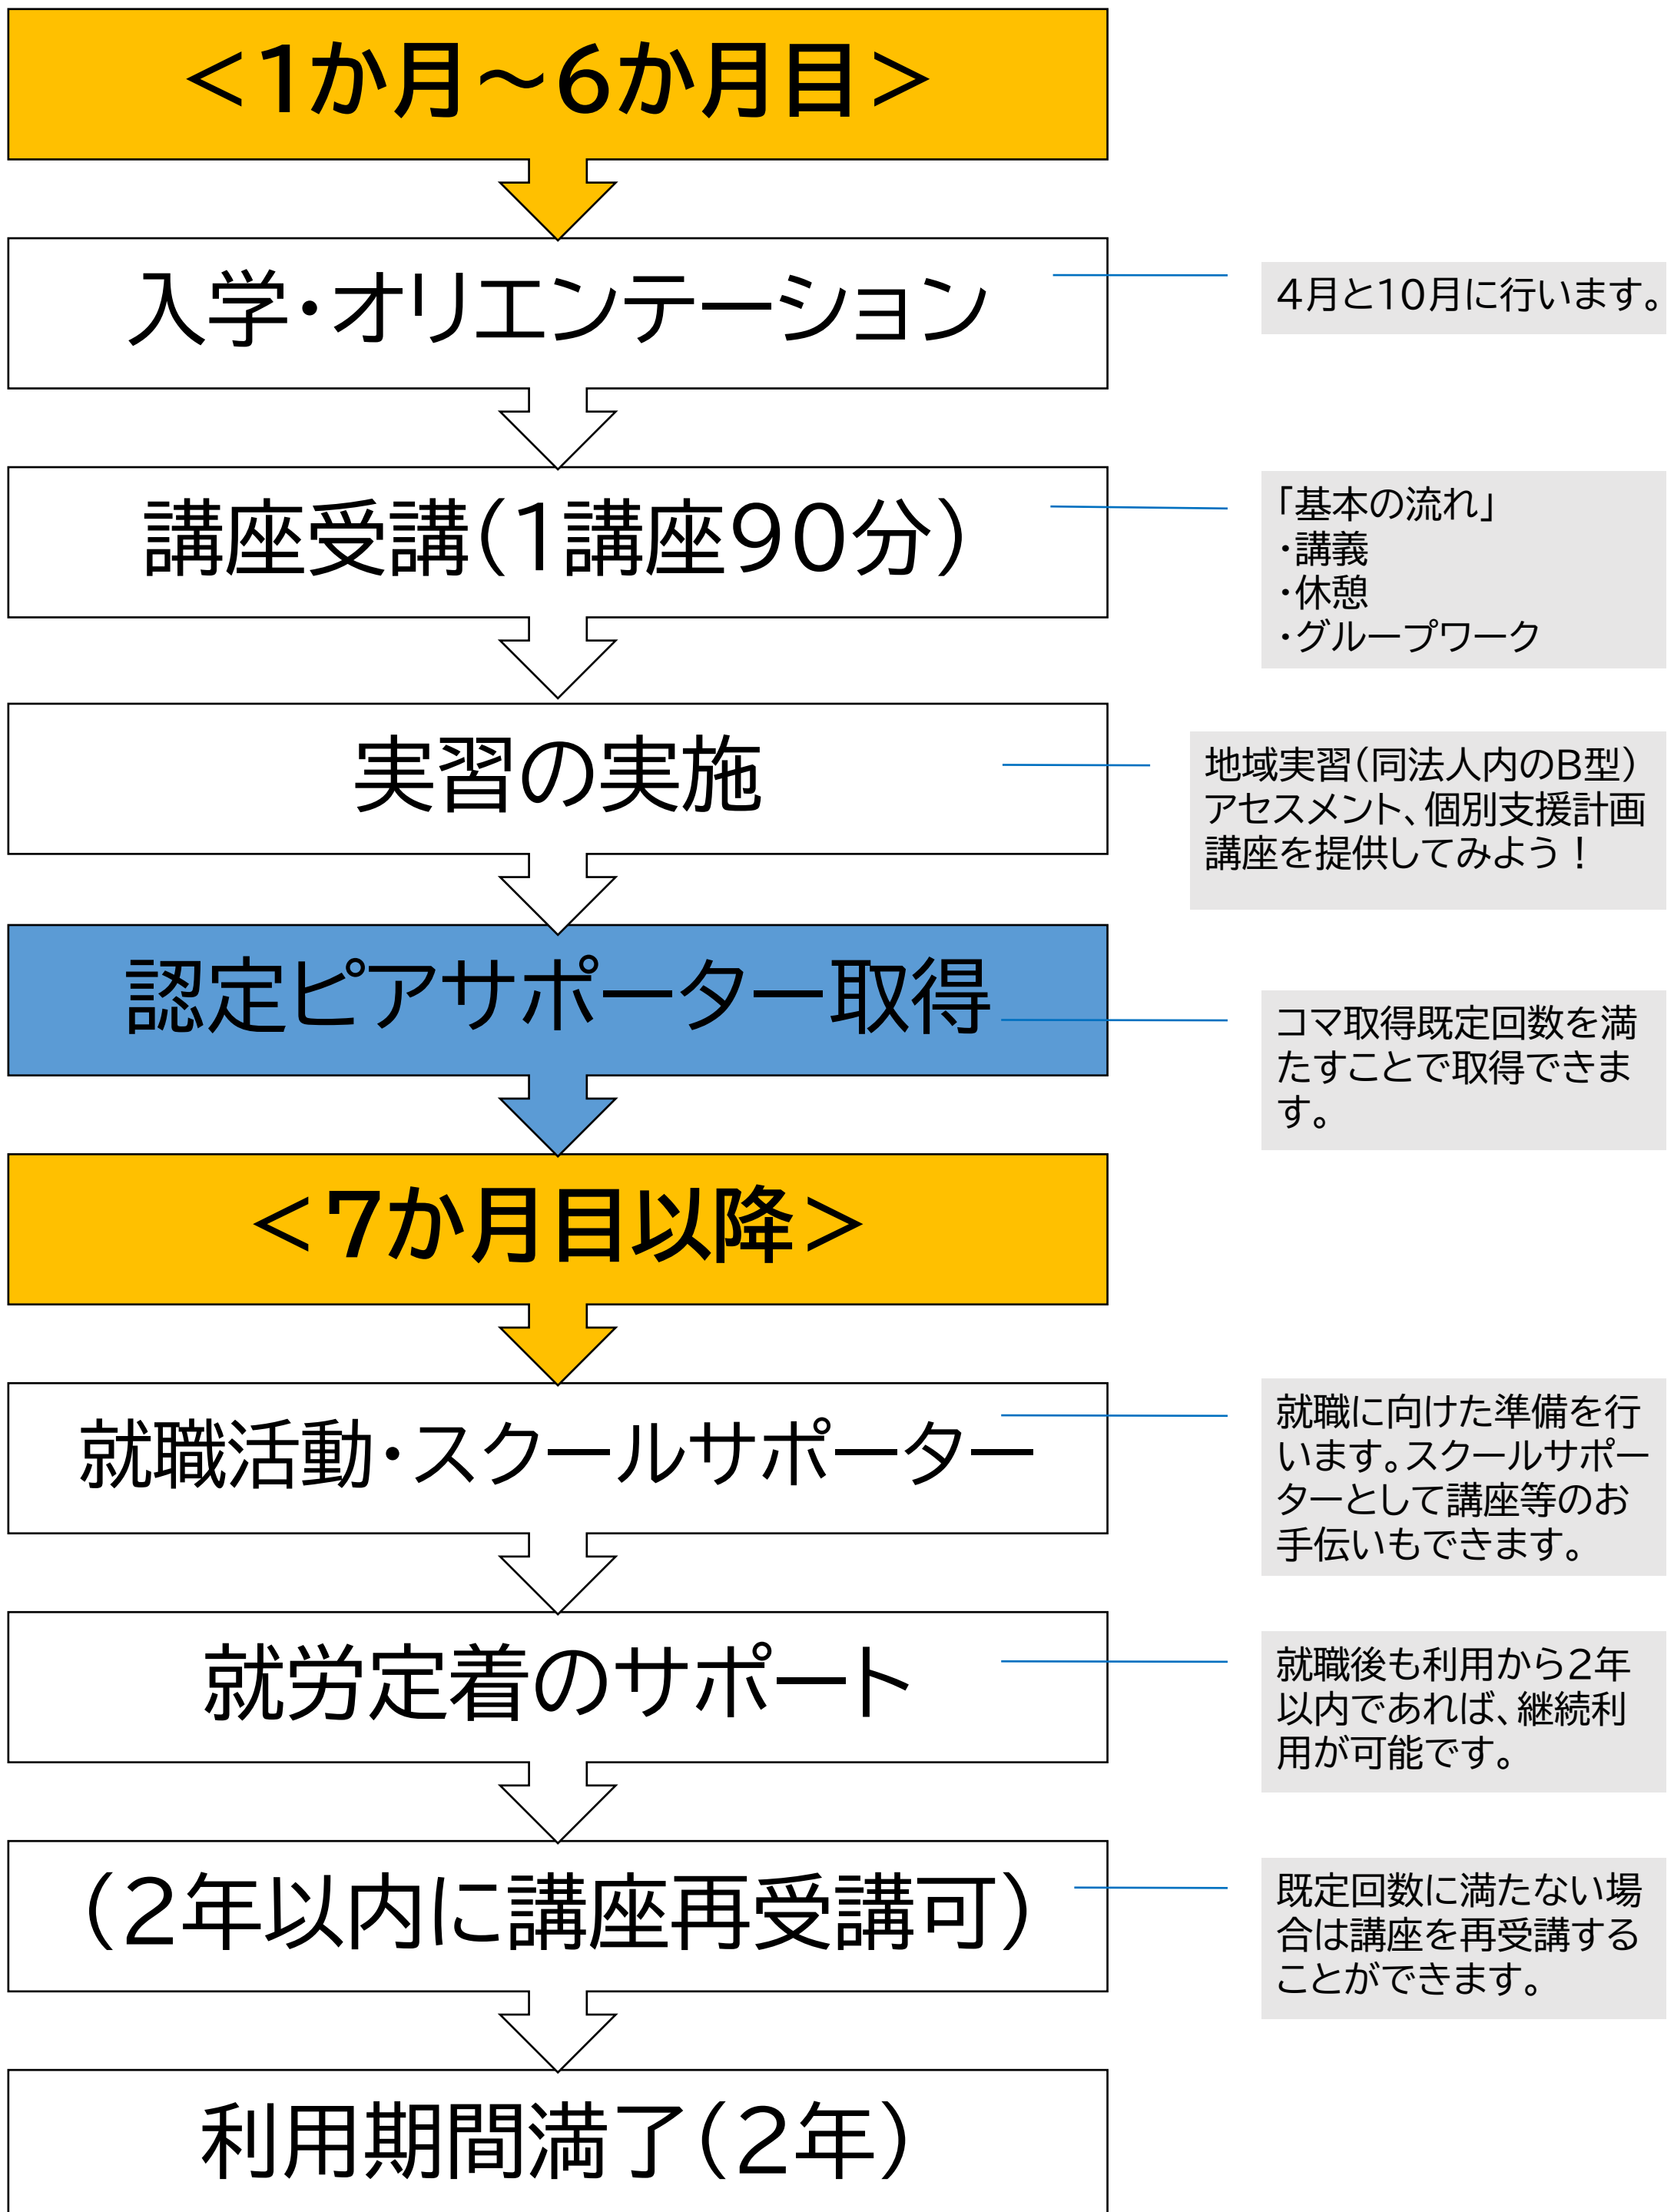 ＜1か月～6か月目＞
入学・オリエンテーション
4月と10月に行います。
講座受講（1講座90分）
「基本の流れ」
・講義
・休憩
・グループワーク
実習の実施
地域実習（同法人内のB型）
アセスメント、個別支援計画
講座を提供してみよう！
認定ピアサポーター取得
コマ取得既定回数を満
たすことで取得できま
す。
＜7か月目以降＞
就職活動・スクールサポーター
就職に向けた準備を行
います。スクールサポー
ターとして講座等のお
手伝いもできます。
就労定着のサポート
就職後も利用から2年
以内であれば、継続利
用が可能です。
（2年以内に講座再受講可）
既定回数に満たない場
合は講座を再受講する
ことができます。
利用期間満了（2年）